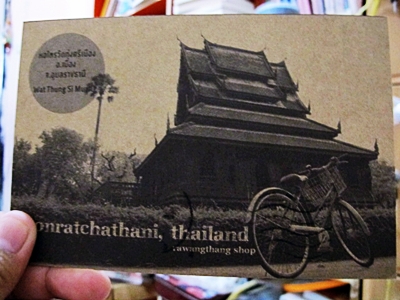 หอไตรวัดทุ่งศรีเมือง
อ.เมือง
จ.อุบลราชธานี
Wat Thung Si Muang
onratchathani, thailand
rawangthang shop